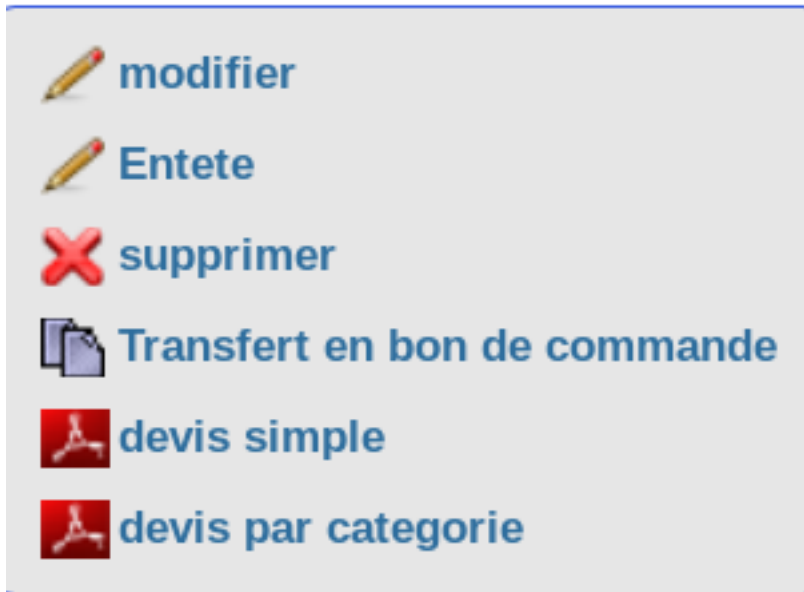 modifier
Entete
supprimer
Transfert en bon de commande
devis simple
devis par categorie